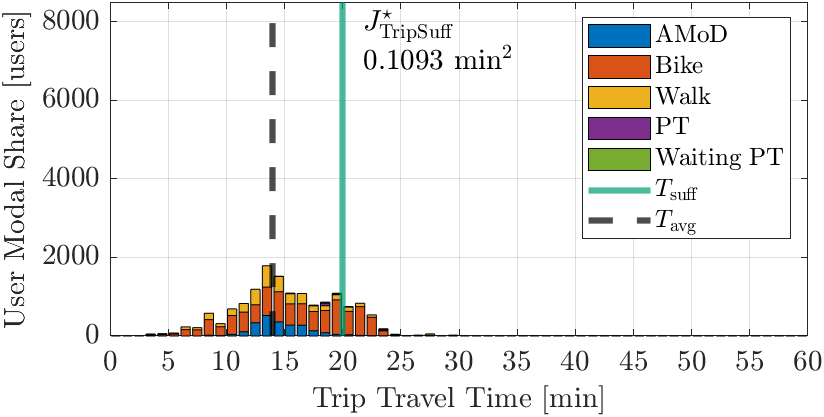 User Modal Share [users]
8000
6000
4000
2000
0
J⋆TripSuff
0.1093 min²
AMoD
Bike
Walk
PT
Waiting PT
Tsuff
Tavg
0 5 10 15 20 25 30 35 40 45 50 55 60
Trip Travel Time [min]